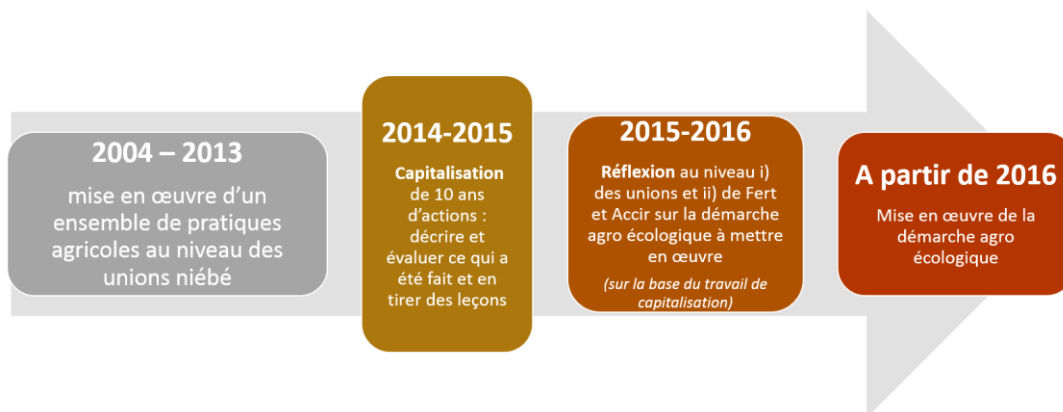 2004 – 2013
mise en œuvre d’un
ensemble de pratiques
agricoles au niveau des
unions niébé
2014-2015
Capitalisation
de 10 ans
d’actions :
décrire et
évaluer ce qui a
été fait et en
tirer des leçons
2015-2016
Réflexion au niveau i)
des unions et ii) de Fert
et Accir sur la démarche
agro écologique à mettre
en œuvre
(sur la base du travail de
capitalisation)
A partir de 2016
Mise en œuvre de la
démarche agro
écologique